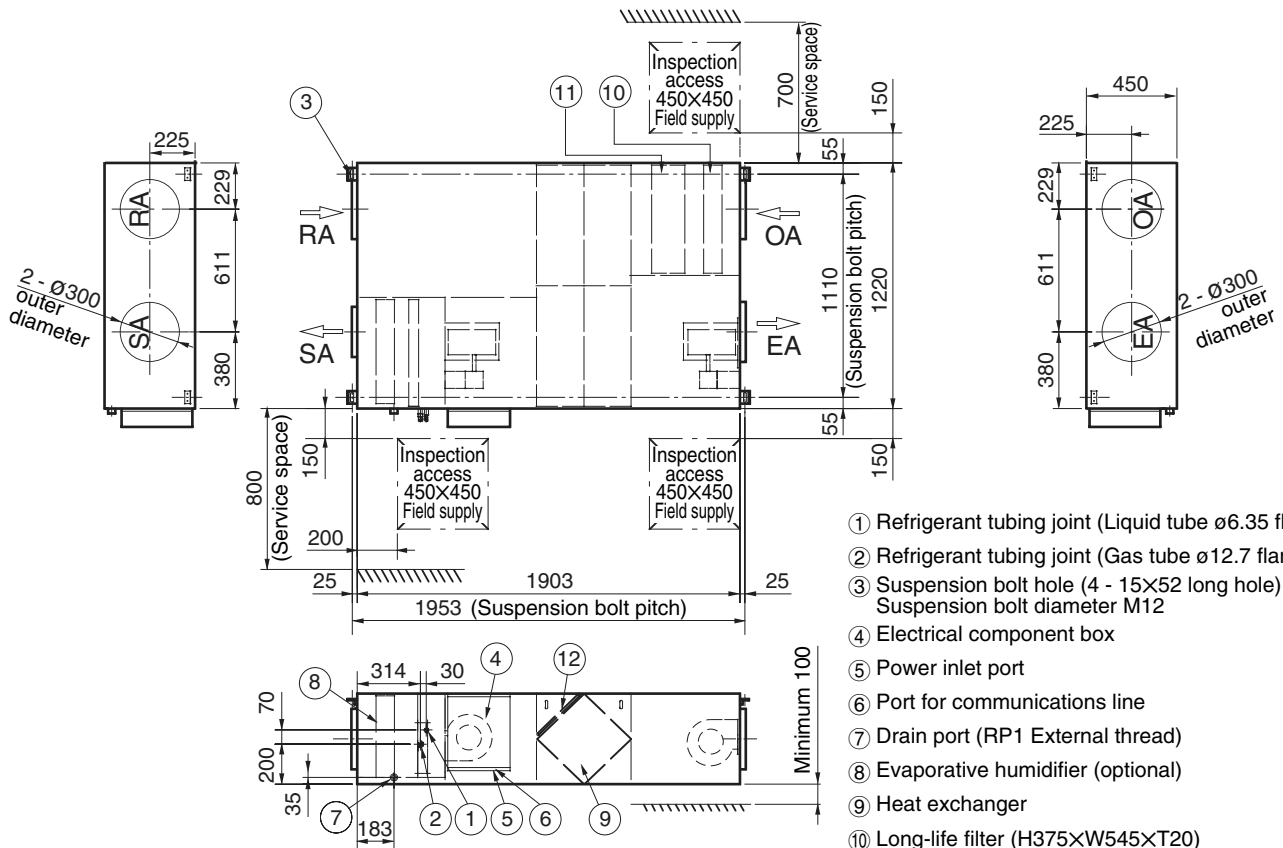 Inspection
access
450×450
Field supply
700
(Service space)
150
11
10
3
225
229
611
380
RA
SA
2 - Ø300
outer
diameter
RA
SA
OA
EA
55
1110
(Suspension bolt pitch)
1220
55
150
450
225
229
611
380
OA
EA
2 - Ø300
outer
diameter
800
(Service space)
150
Inspection
access
450×450
Field supply
Inspection
access
450×450
Field supply
200
25
1903
25
1953 (Suspension bolt pitch)
314
30
4
12
8
70
200
35
183
7
2
1
5
6
9
Minimum 100
① Refrigerant tubing joint (Liquid tube ø6.35
② Refrigerant tubing joint (Gas tube ø12.7
③ Suspension bolt hole (4 - 15×52 long hole)
Suspension bolt diameter M12
④ Electrical component box
⑤ Power inlet port
⑥ Port for communications line
⑦ Drain port (RP1 External thread)
⑧ Evaporative humidifier (optional)
⑨ Heat exchanger
⑩ Long-life filter (H375×W545×T20)